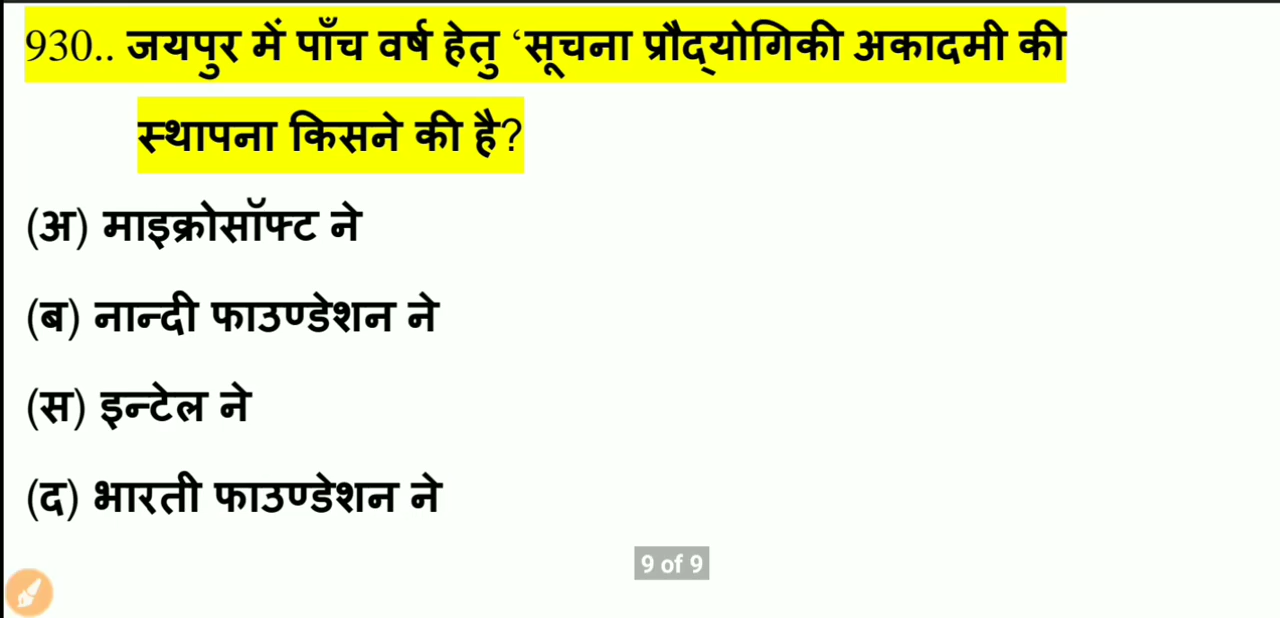 930.. जयपुर में पाँच वर्ष हेतु ‘सूचना प्रौद्योगिकी अकादमी की
स्थापना किसने की है?
(अ) माइक्रोसॉफ्ट ने
(ब) नान्दी फाउण्डेशन ने
(स) इन्टेल ने
(द) भारती फाउण्डेशन ने
9 of 9